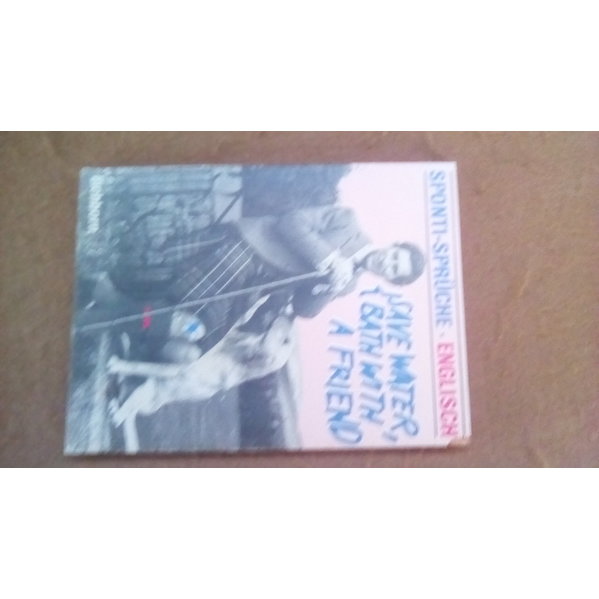 SPONTI-SPRÜCHE · ENGLISCH
SAVE WATER,
BATH WITH
A FRIEND